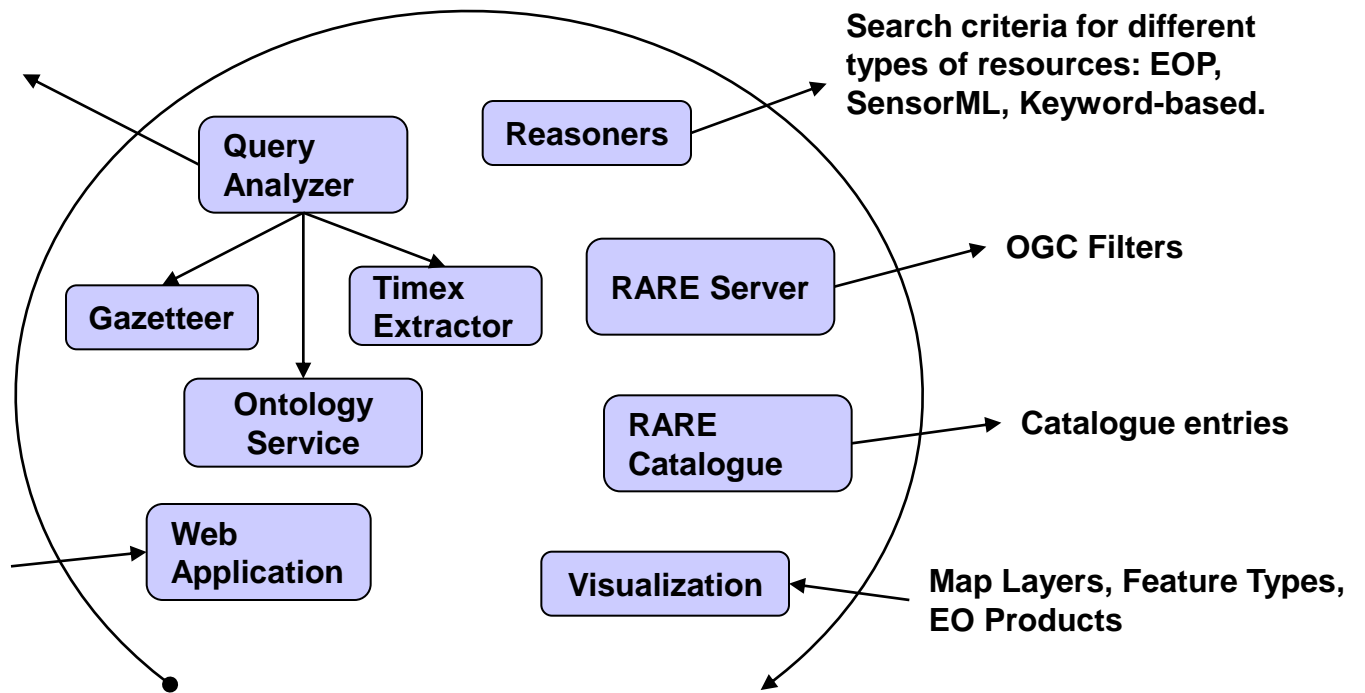 Search criteria for different
types of resources: EOP,
SensorML, Keyword-based.
Reasoners
Query
Analyzer
OGC Filters
RARE Server
Timex
Extractor
Gazetteer
Ontology
Service
RARE
Catalogue
Catalogue entries
Web
Application
Visualization
Map Layers, Feature Types,
EO Products